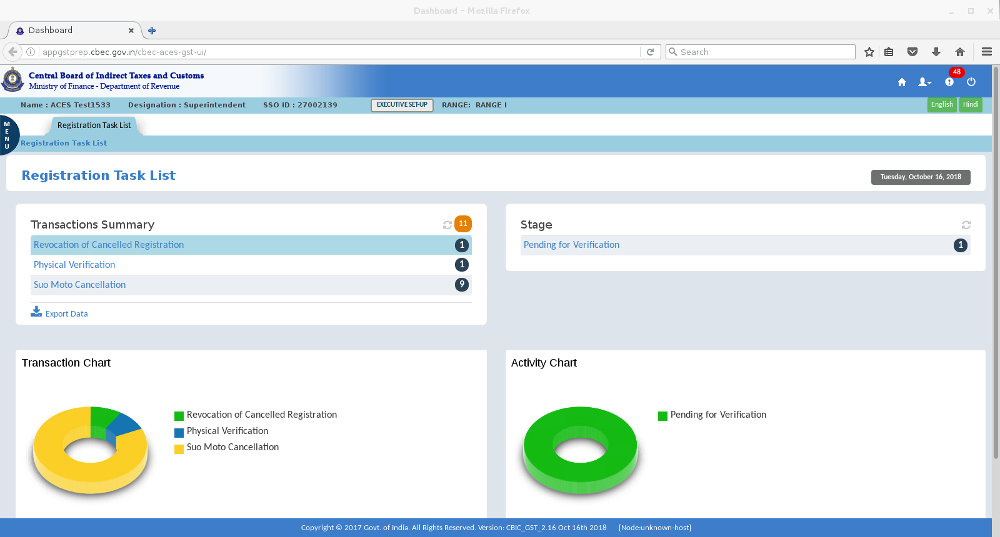 Dashboard - Mozilla Firefox
Dashboard
appgstprep.cbec.gov.in/cbec-aces-gst-ui/
Search
Central Board of Indirect Taxes and Customs
Ministry of Finance - Department of Revenue
48
Name : ACES Test1533 Designation : Superintendent SSO ID : 27002139 EXECUTIVE SET-UP RANGE: RANGE I English Hindi
MENU
Registration Task List
Registration Task List
Registration Task List
Tuesday, October 16, 2018
Transactions Summary 11
Revocation of Cancelled Registration 1
Physical Verification 1
Suo Moto Cancellation 9
Export Data
Stage
Pending for Verification 1
Transaction Chart
Revocation of Cancelled Registration
Physical Verification
Suo Moto Cancellation
Activity Chart
Pending for Verification
Copyright © 2017 Govt. of India. All Rights Reserved. Version: CBIC_GST_2.16 Oct 16th 2018 [Node:unknown-host]